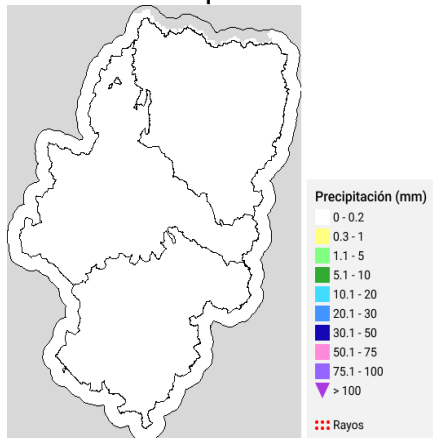 Precipitación (mm)
0 - 0.2
0.3 - 1
1.1 - 5
5.1 - 10
10.1 - 20
20.1 - 30
30.1 - 50
50.1 - 75
75.1 - 100
> 100
Rayos